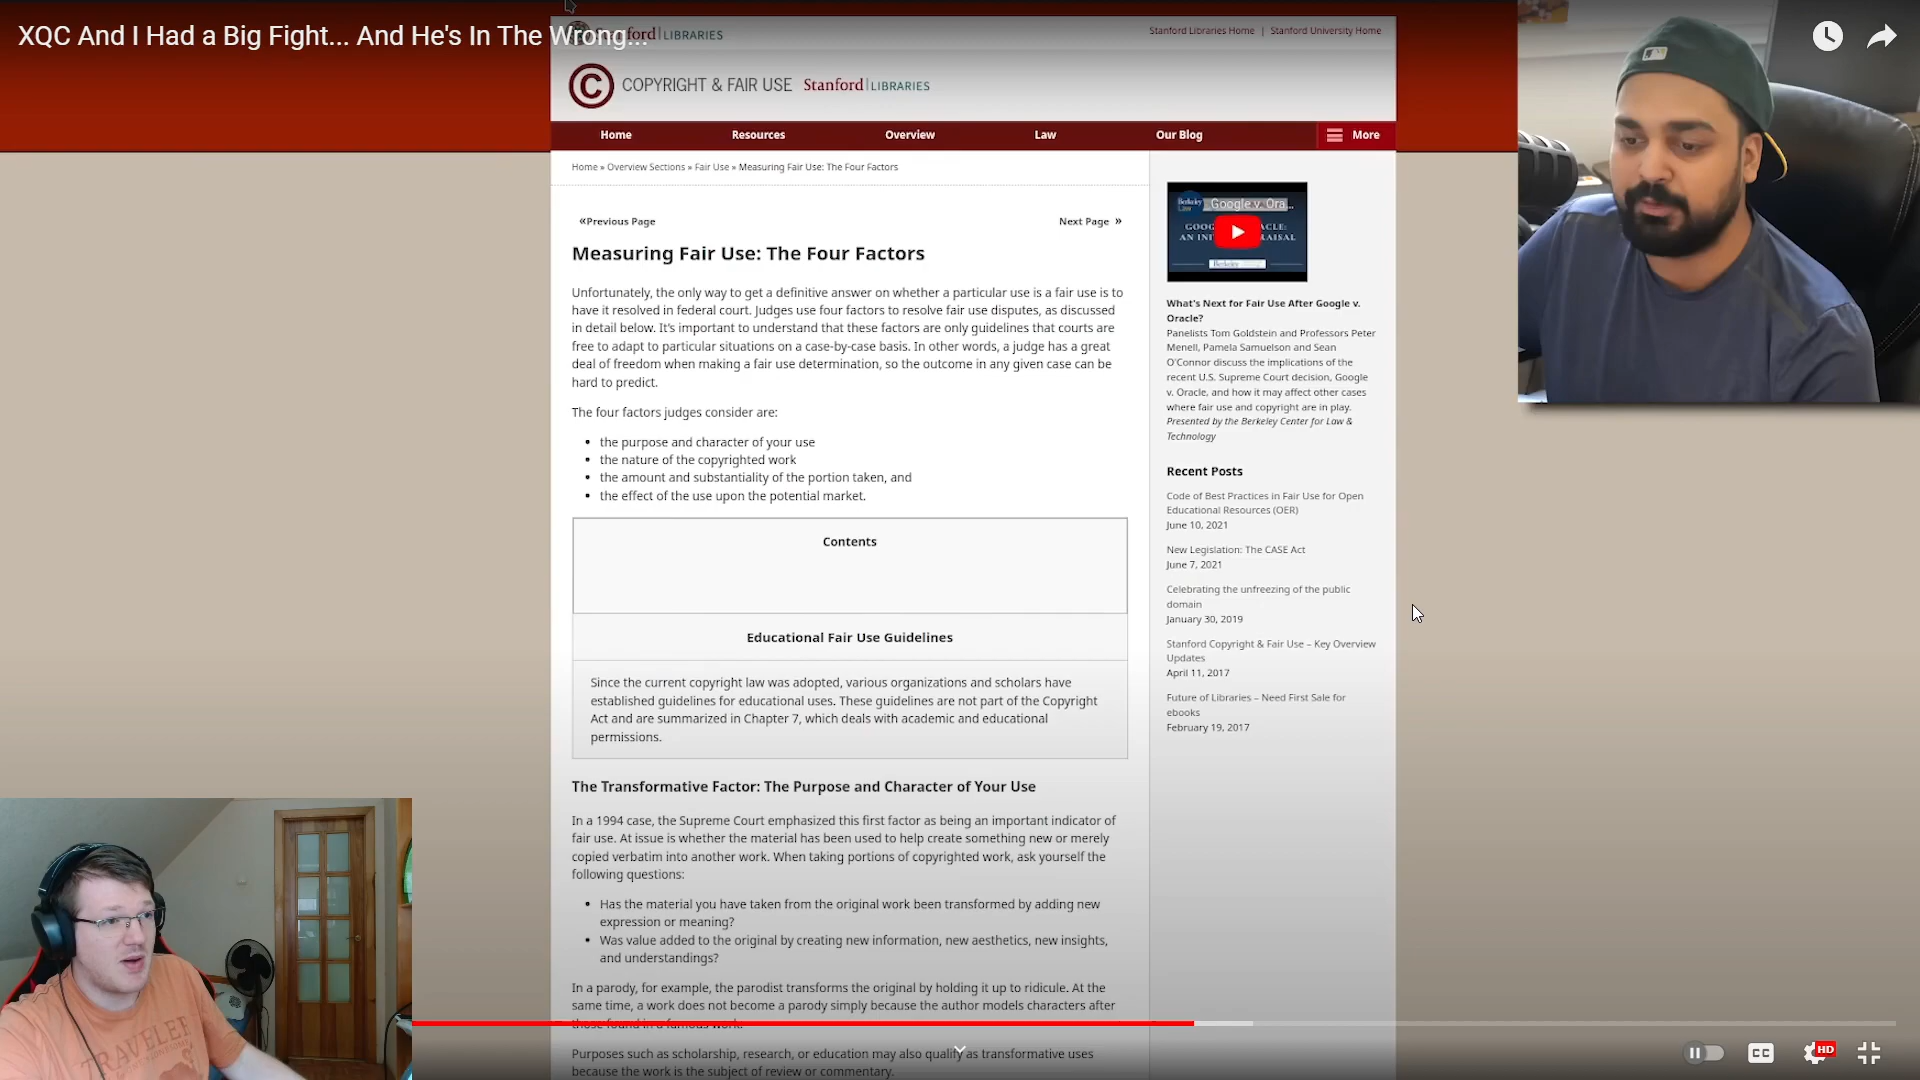 XQC And I Had a Big Fight... And He's In The Wrong...
Stanford LIBRARIES
Stanford Libraries Home | Stanford University Home
© COPYRIGHT & FAIR USE Stanford LIBRARIES
Home Resources Overview Law Our Blog More
Home » Overview Sections » Fair Use » Measuring Fair Use: The Four Factors
«Previous Page Next Page »
Measuring Fair Use: The Four Factors
Unfortunately, the only way to get a definitive answer on whether a particular use is a fair use is to
have it resolved in federal court. Judges use four factors to resolve fair use disputes, as discussed
in detail below. It's important to understand that these factors are only guidelines that courts are
free to adapt to particular situations on a case-by-case basis. In other words, a judge has a great
deal of freedom when making a fair use determination, so the outcome in any given case can be
hard to predict.
The four factors judges consider are:
• the purpose and character of your use
• the nature of the copyrighted work
• the amount and substantiality of the portion taken, and
• the effect of the use upon the potential market.
Contents
Educational Fair Use Guidelines
Since the current copyright law was adopted, various organizations and scholars have
established guidelines for educational uses. These guidelines are not part of the Copyright
Act and are summarized in Chapter 7, which deals with academic and educational
permissions.
The Transformative Factor: The Purpose and Character of Your Use
In a 1994 case, the Supreme Court emphasized this first factor as being an important indicator of
fair use. At issue is whether the material has been used to help create something new or merely
copied verbatim into another work. When taking portions of copyrighted work, ask yourself the
following questions:
• Has the material you have taken from the original work been transformed by adding new
expression or meaning?
• Was value added to the original by creating new information, new aesthetics, new insights,
and understandings?
In a parody, for example, the parodist transforms the original by holding it up to ridicule. At the
same time, a work does not become a parody simply because the author models characters after
those found in a famous work.
Purposes such as scholarship, research, or education may also qualify as transformative uses
because the work is the subject of review or commentary.
Berkeley Law
Google v. Ora...
What's Next for Fair Use After Google v.
Oracle?
Panelists Tom Goldstein and Professors Peter
Menell, Pamela Samuelson and Sean
O'Connor discuss the implications of the
recent U.S. Supreme Court decision, Google
v. Oracle, and how it may affect other cases
where fair use and copyright are in play.
Presented by the Berkeley Center for Law &
Technology
Recent Posts
Code of Best Practices in Fair Use for Open
Educational Resources (OER)
June 10, 2021
New Legislation: The CASE Act
June 7, 2021
Celebrating the unfreezing of the public
domain
January 30, 2019
Stanford Copyright & Fair Use – Key Overview
Updates
April 11, 2017
Future of Libraries – Need First Sale for
ebooks
February 19, 2017
TRAVELER
CC
HD